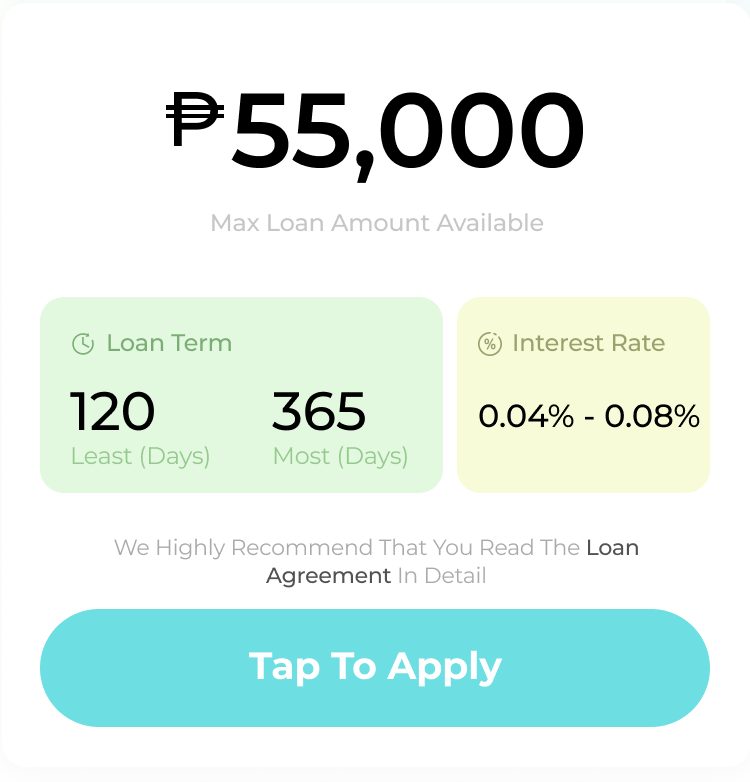 ₱55,000
Max Loan Amount Available
Loan Term
120
Least (Days)
365
Most (Days)
Interest Rate
0.04% - 0.08%
We Highly Recommend That You Read The Loan
Agreement In Detail
Tap To Apply